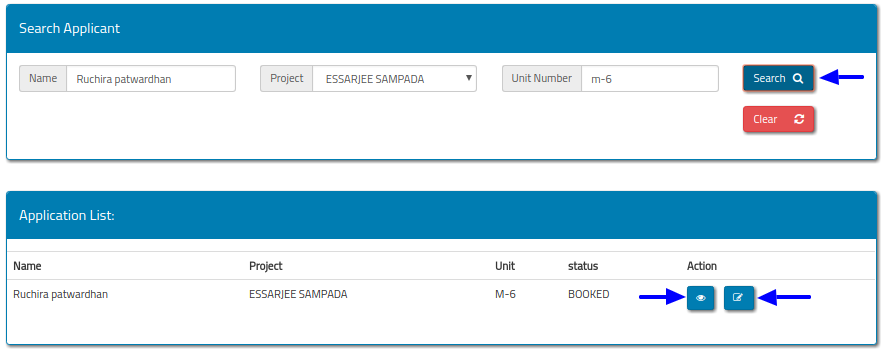 Search Applicant
Name Ruchira patwardhan Project ESSARJEE SAMPADA Unit Number m-6 Search
Clear
Application List:
Name Project Unit status Action
Ruchira patwardhan ESSARJEE SAMPADA M-6 BOOKED